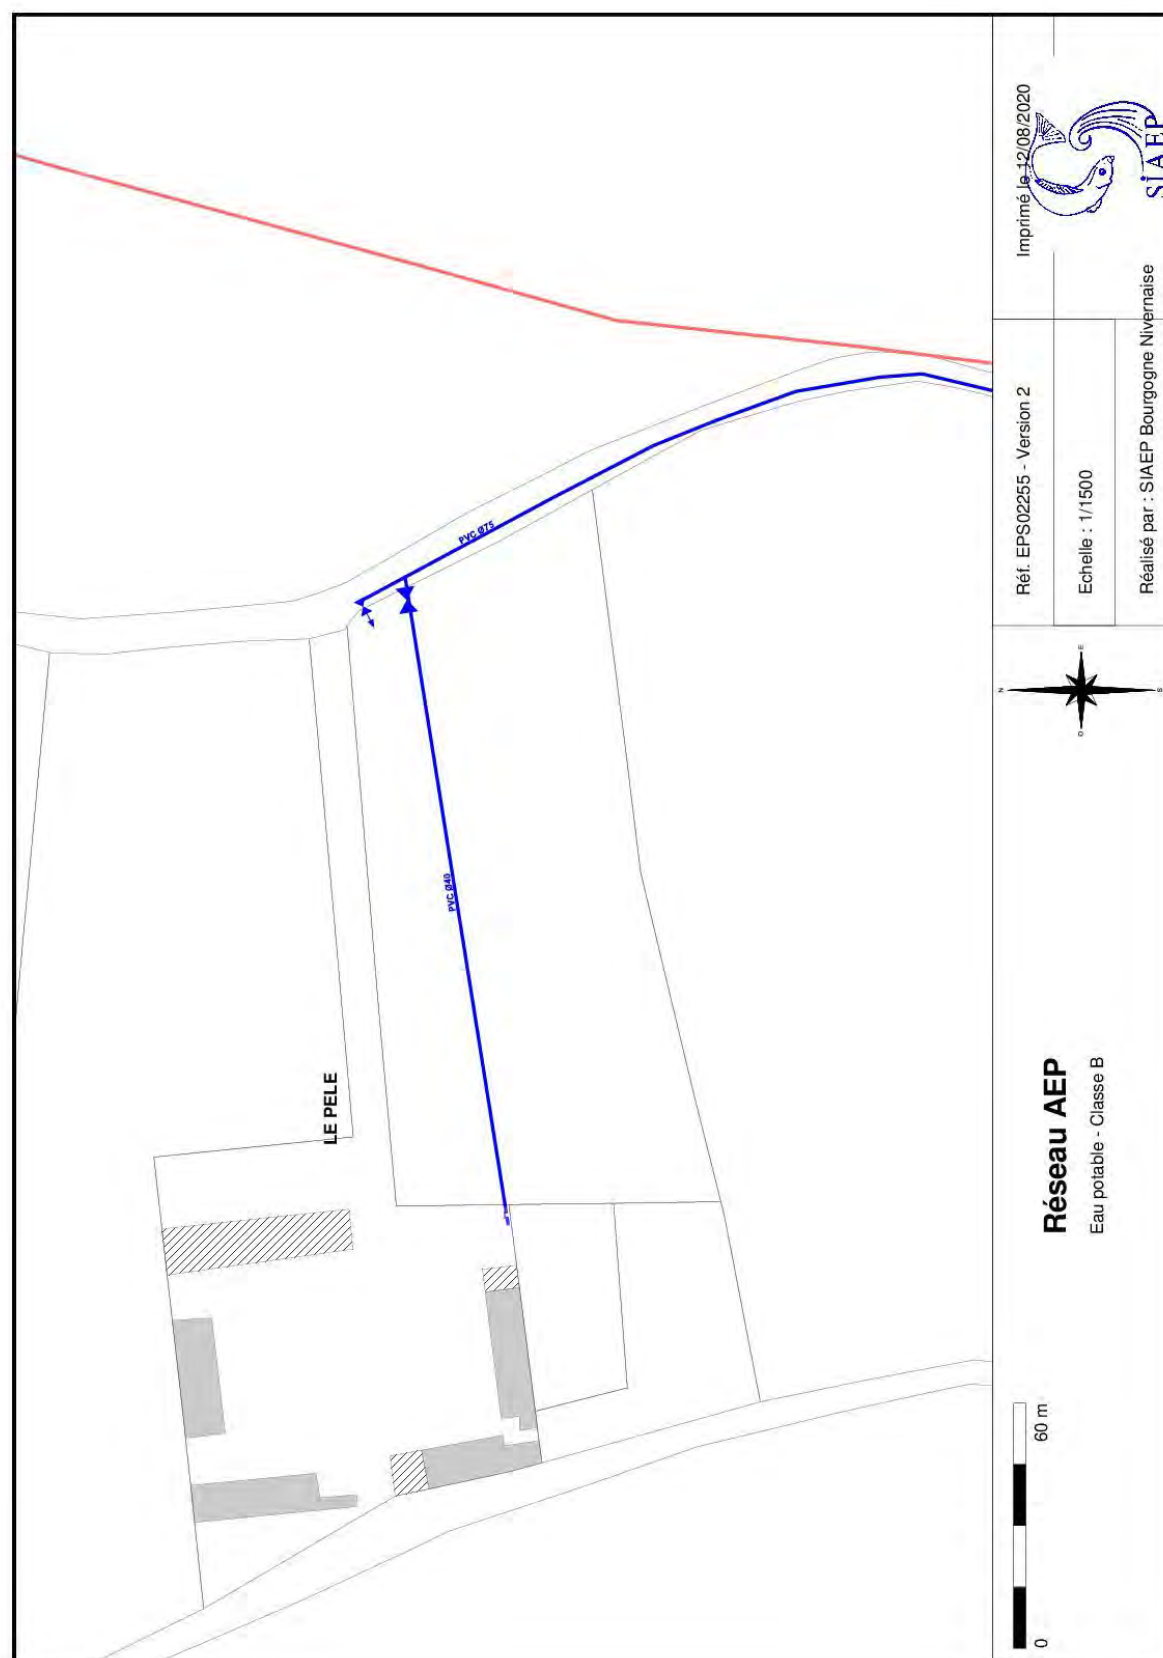 PVC Ø75
PVC Ø40
LE PELE
Réseau AEP
Eau potable - Classe B
0
60 m
N
E
S
O
Réf. EPS02255 - Version 2
Imprimé le 12/08/2020
Echelle : 1/1500
Réalisé par : SIAEP Bourgogne Nivernaise
SIAEP